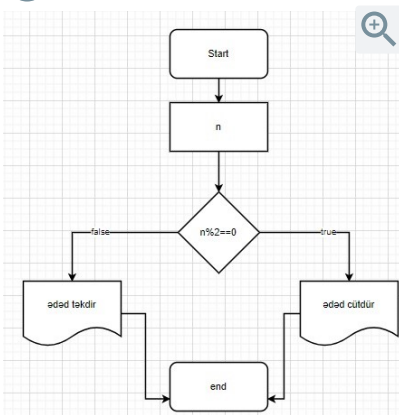 Start
n
n%2==0
false
true
ədəd təkdir
ədəd cütdür
end